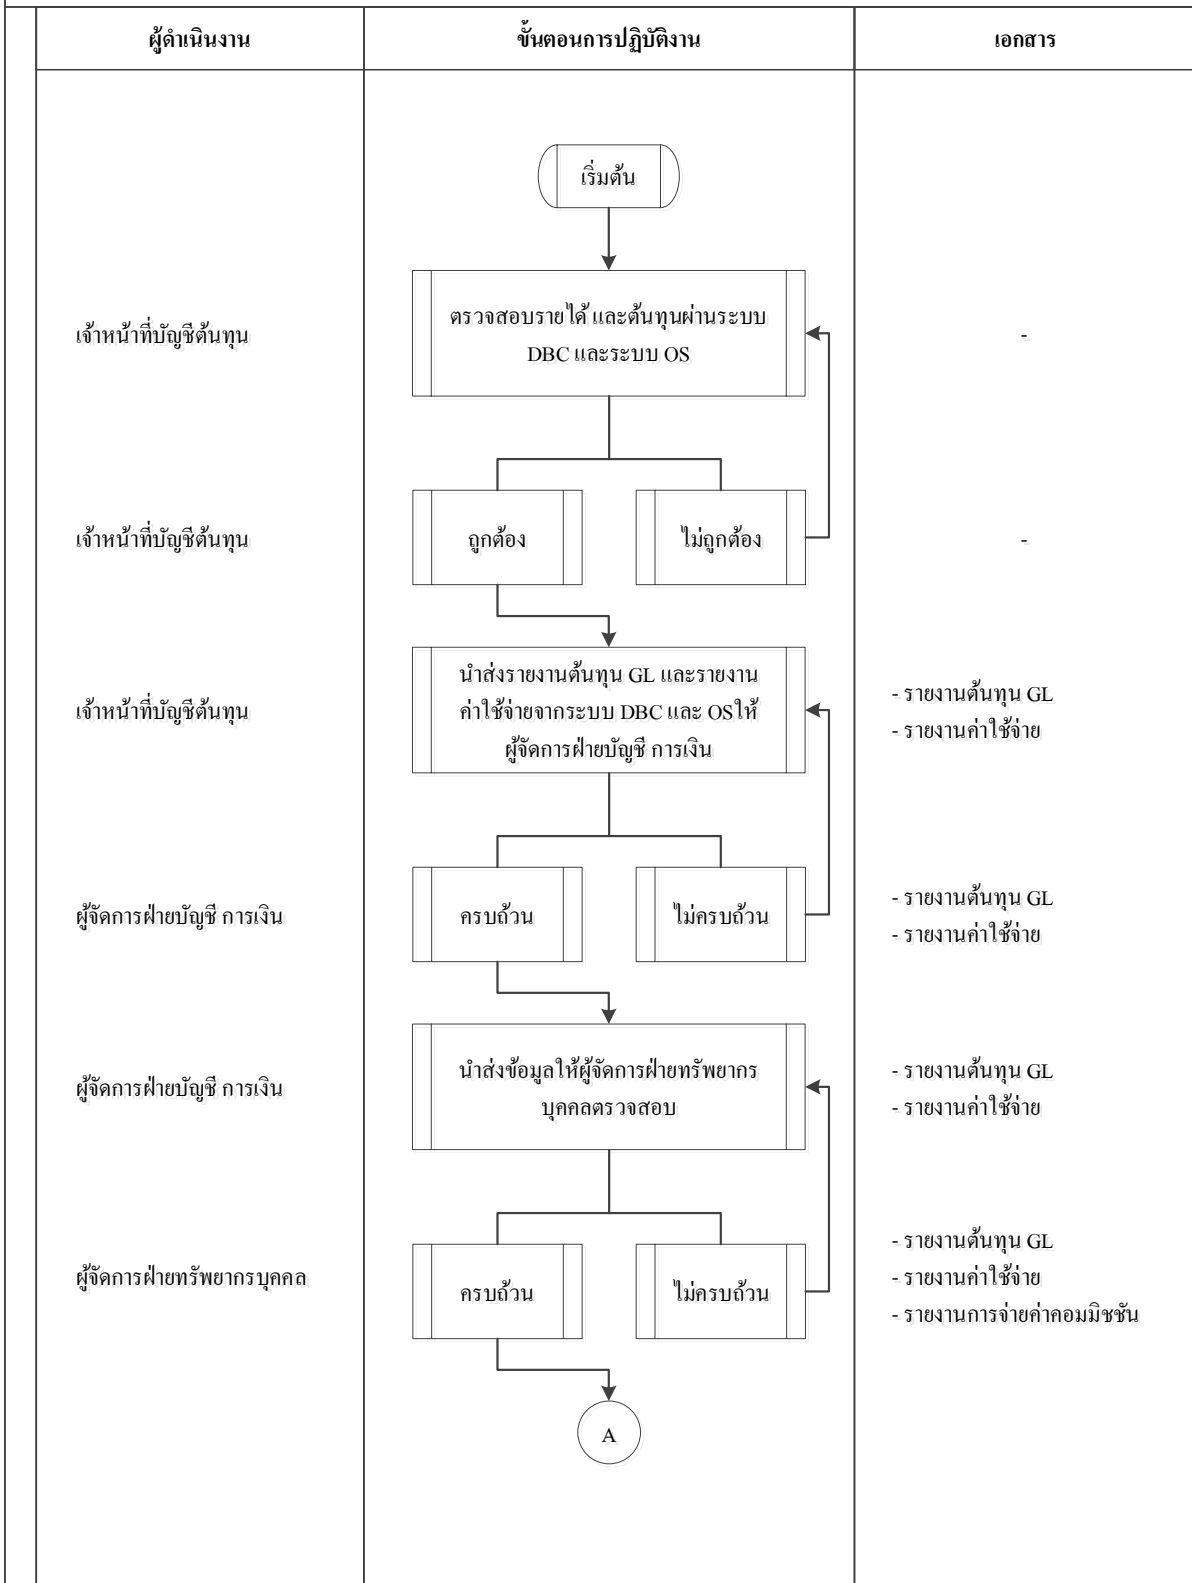 ผู้ดำเนินงาน
ขั้นตอนการปฏิบัติงาน
เอกสาร
เริ่มต้น
เจ้าหน้าที่บัญชีต้นทุน
ตรวจสอบรายได้ และต้นทุนผ่านระบบ
DBC และระบบ OS
-
เจ้าหน้าที่บัญชีต้นทุน
ถูกต้อง
ไม่ถูกต้อง
-
เจ้าหน้าที่บัญชีต้นทุน
นำส่งรายงานต้นทุน GL และรายงาน
ค่าใช้จ่ายจากระบบ DBC และ OSให้
ผู้จัดการฝ่ายบัญชี การเงิน
- รายงานต้นทุน GL
- รายงานค่าใช้จ่าย
ผู้จัดการฝ่ายบัญชี การเงิน
ครบถ้วน
ไม่ครบถ้วน
- รายงานต้นทุน GL
- รายงานค่าใช้จ่าย
ผู้จัดการฝ่ายบัญชี การเงิน
นำส่งข้อมูลให้ผู้จัดการฝ่ายทรัพยากร
บุคคลตรวจสอบ
- รายงานต้นทุน GL
- รายงานค่าใช้จ่าย
ผู้จัดการฝ่ายทรัพยากรบุคคล
ครบถ้วน
ไม่ครบถ้วน
- รายงานต้นทุน GL
- รายงานค่าใช้จ่าย
- รายงานการจ่ายค่าคอมมิชชัน
A